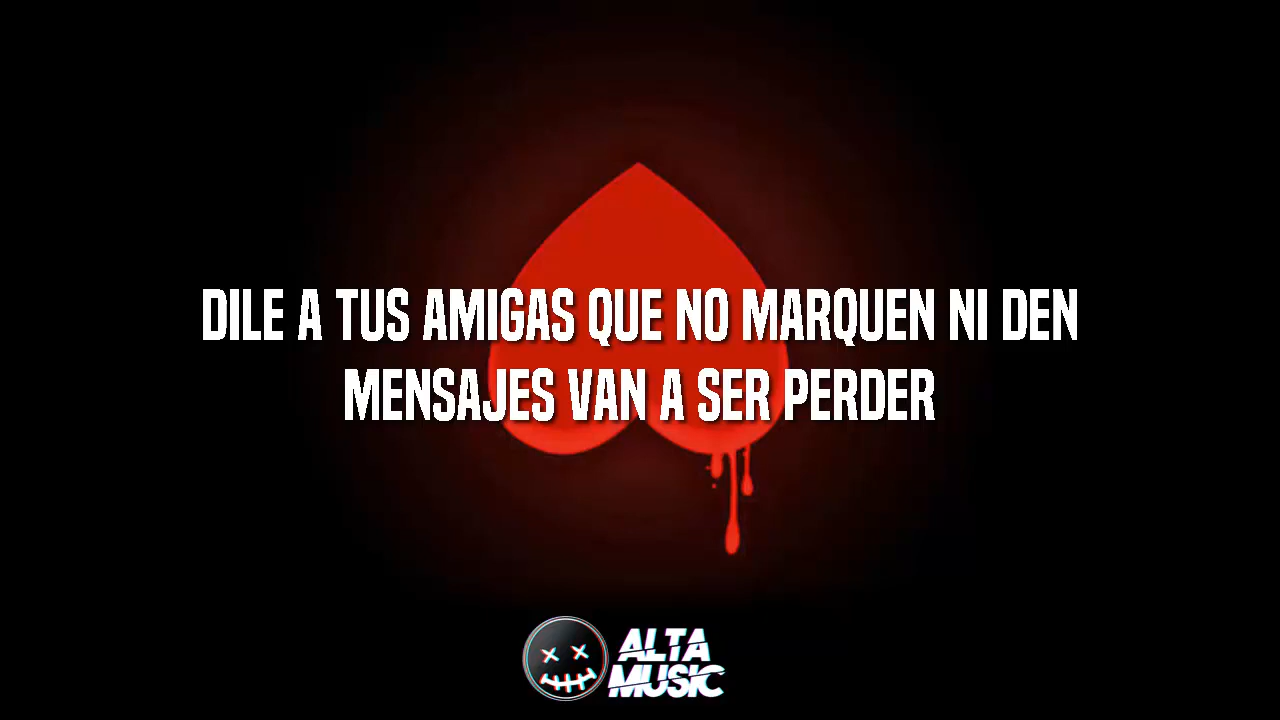 DILE A TUS AMIGAS QUE NO MARQUEN NI DEN
MENSAJES VAN A SER PERDER
ALTA
MUSIC